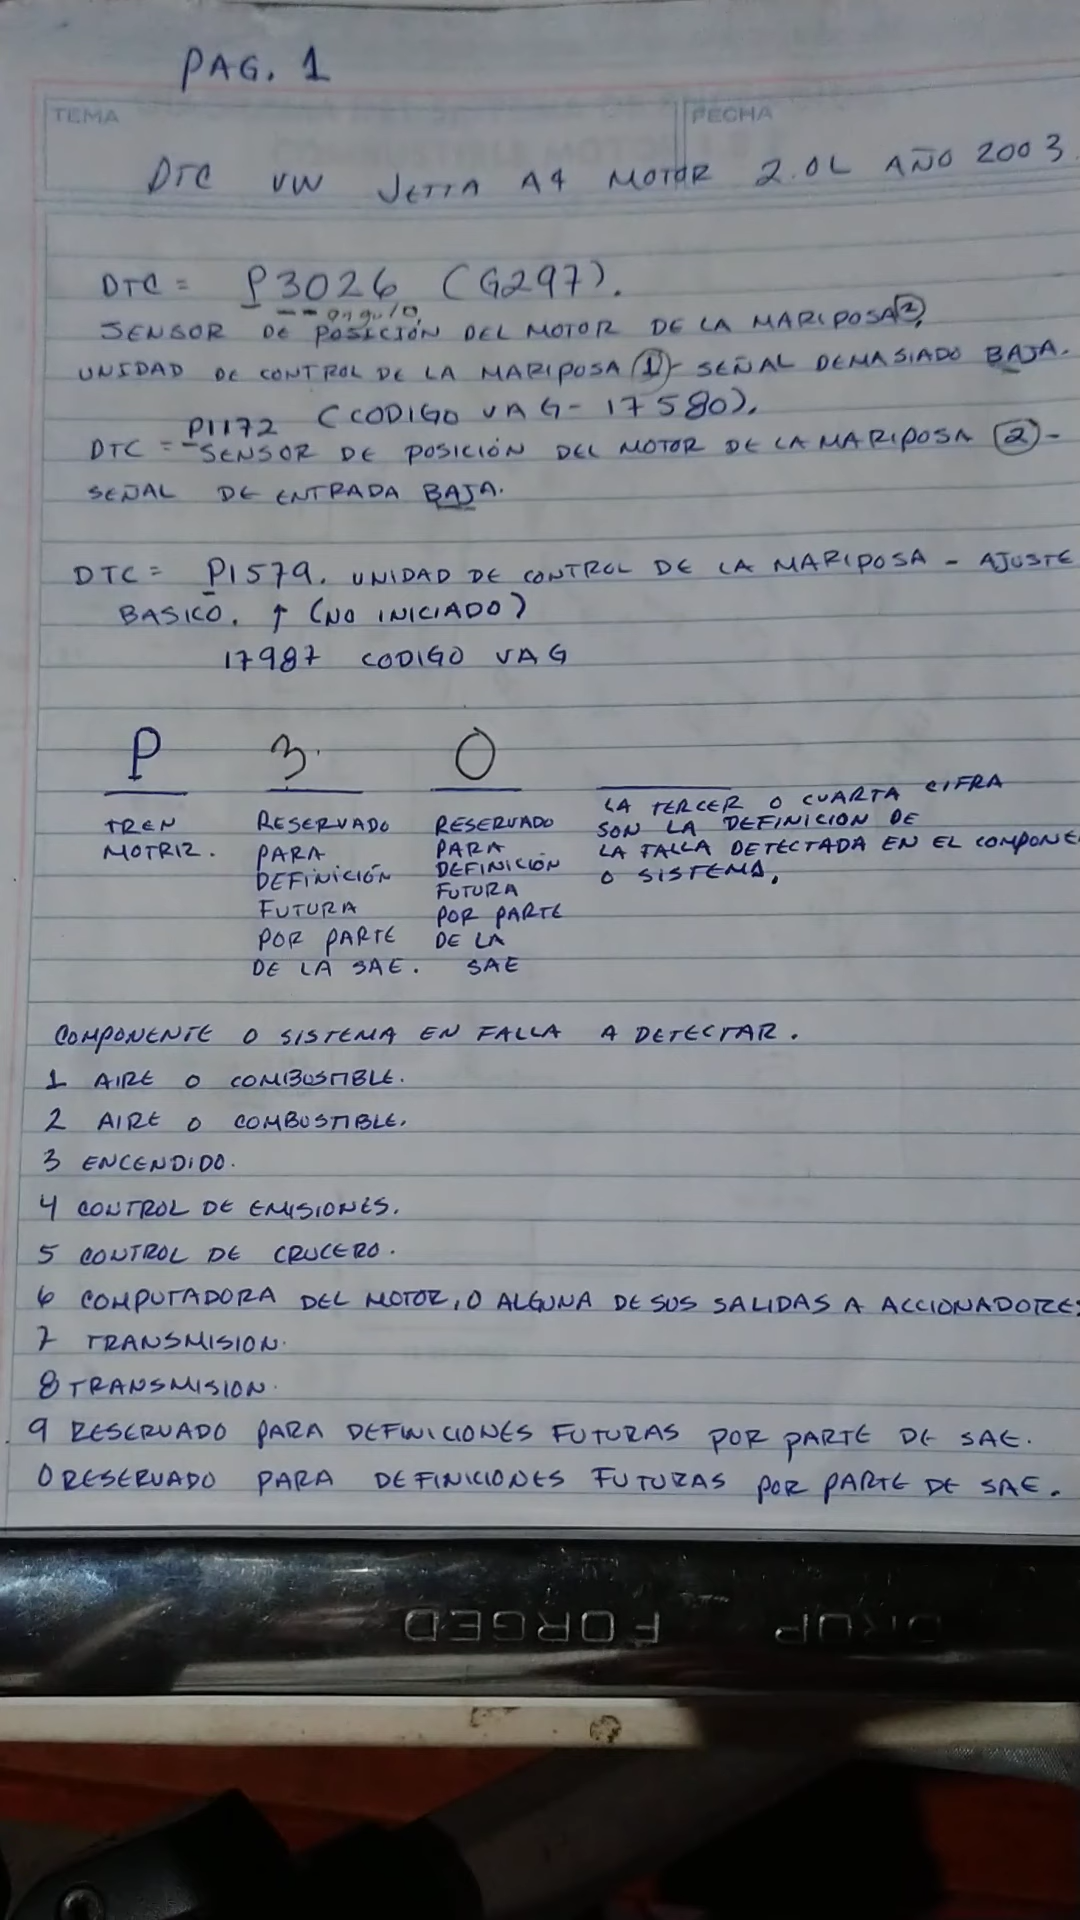 PAG. 1
TEMA
FECHA
DTC VW JETTA A4 MOTOR 2.0L AÑO 2003
DTC = P3026 (G297).
angulo,
SENSOR DE POSICIÓN DEL MOTOR DE LA MARIPOSA 2,
UNIDAD DE CONTROL DE LA MARIPOSA 1 - SEÑAL DEMASIADO BAJA.
P1172 (CODIGO VAG-17580).
DTC = SENSOR DE POSICIÓN DEL MOTOR DE LA MARIPOSA 2 -
SEÑAL DE ENTRADA BAJA.
DTC = P1579. UNIDAD DE CONTROL DE LA MARIPOSA - AJUSTE
BASICO. ↑ (NO INICIADO)
17987 CODIGO VAG
P 3. 0
TREN
MOTRIZ.
RESERVADO
PARA
DEFINICIÓN
FUTURA
POR PARTE
DE LA SAE.
RESERVADO
PARA
DEFINICIÓN
FUTURA
POR PARTE
DE LA
SAE
LA TERCER O CUARTA CIFRA
SON LA DEFINICION DE
LA FALLA DETECTADA EN EL COMPONE
O SISTEMA.
COMPONENTE O SISTEMA EN FALLA A DETECTAR.
1 AIRE O COMBUSTIBLE.
2 AIRE O COMBUSTIBLE.
3 ENCENDIDO.
4 CONTROL DE EMISIONES.
5 CONTROL DE CRUCERO.
6 COMPUTADORA DEL MOTOR, O ALGUNA DE SUS SALIDAS A ACCIONADORES
7 TRANSMISION.
8 TRANSMISION.
9 RESERVADO PARA DEFINICIONES FUTURAS POR PARTE DE SAE.
0 RESERVADO PARA DEFINICIONES FUTURAS POR PARTE DE SAE.
FORGED